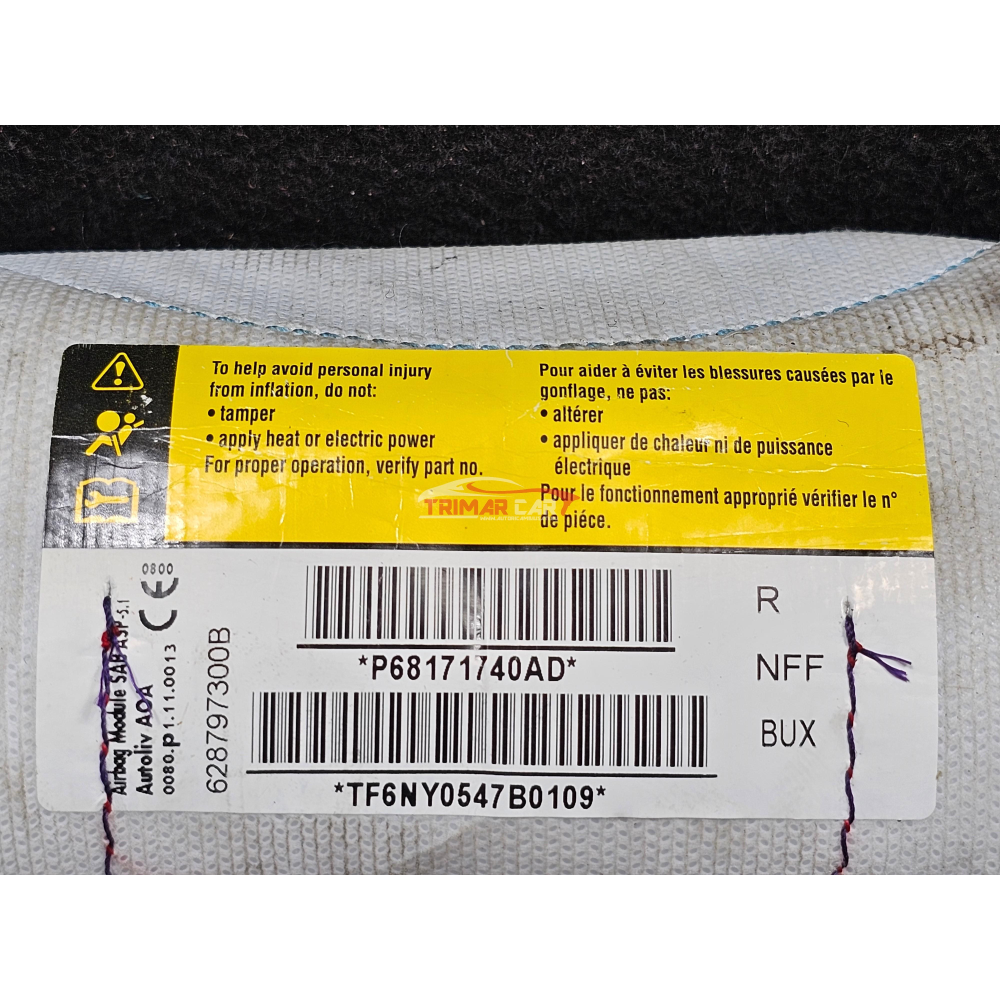 To help avoid personal injury
from inflation, do not:
• tamper
• apply heat or electric power
For proper operation, verify part no.
Pour aider à éviter les blessures causées par le
gonflage, ne pas:
• altérer
• appliquer de chaleur ni de puissance
électrique
Pour le fonctionnement approprié vérifier le n°
de piéce.
TRIMAR CAR
Airbag Module SAB ASP-5.1
Autoliv AOA
0080.p1.11.0013
CE 0800
628797300B
*P68171740AD*
*TF6NY0547B0109*
R
NFF
BUX